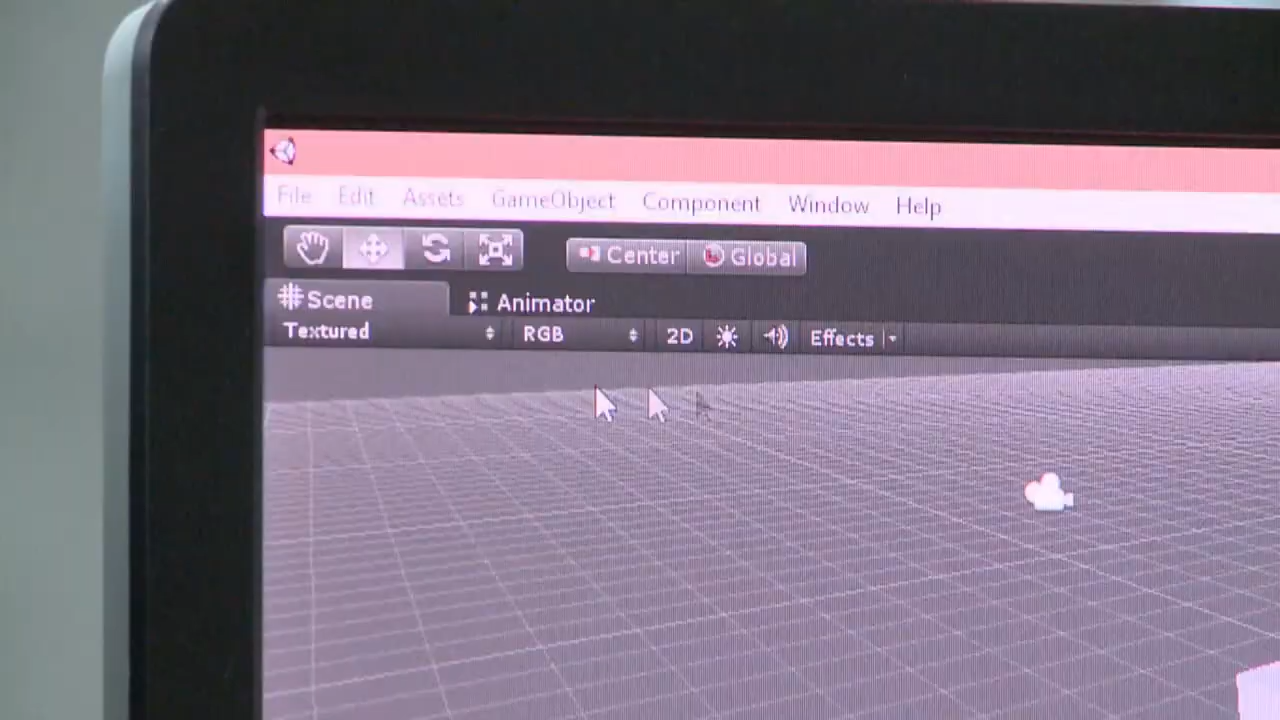 File Edit Assets GameObject Component Window Help
Center Global
Scene Animator
Textured RGB 2D Effects